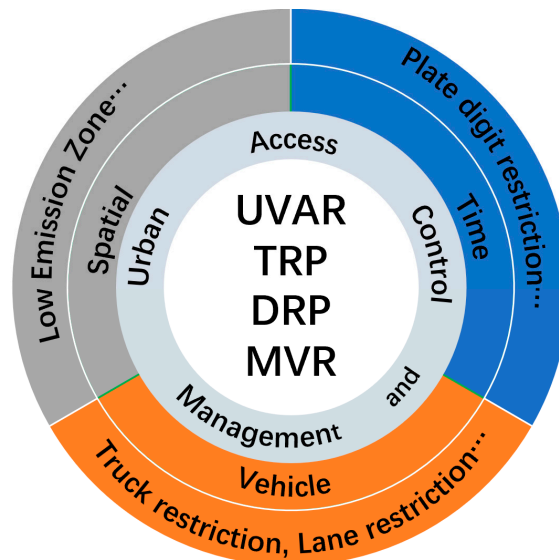 UVAR
TRP
DRP
MVR
Urban
Access
Control
and
Management
Spatial
Time
Vehicle
Low Emission Zone…
Plate digit restriction…
Truck restriction, Lane restriction…